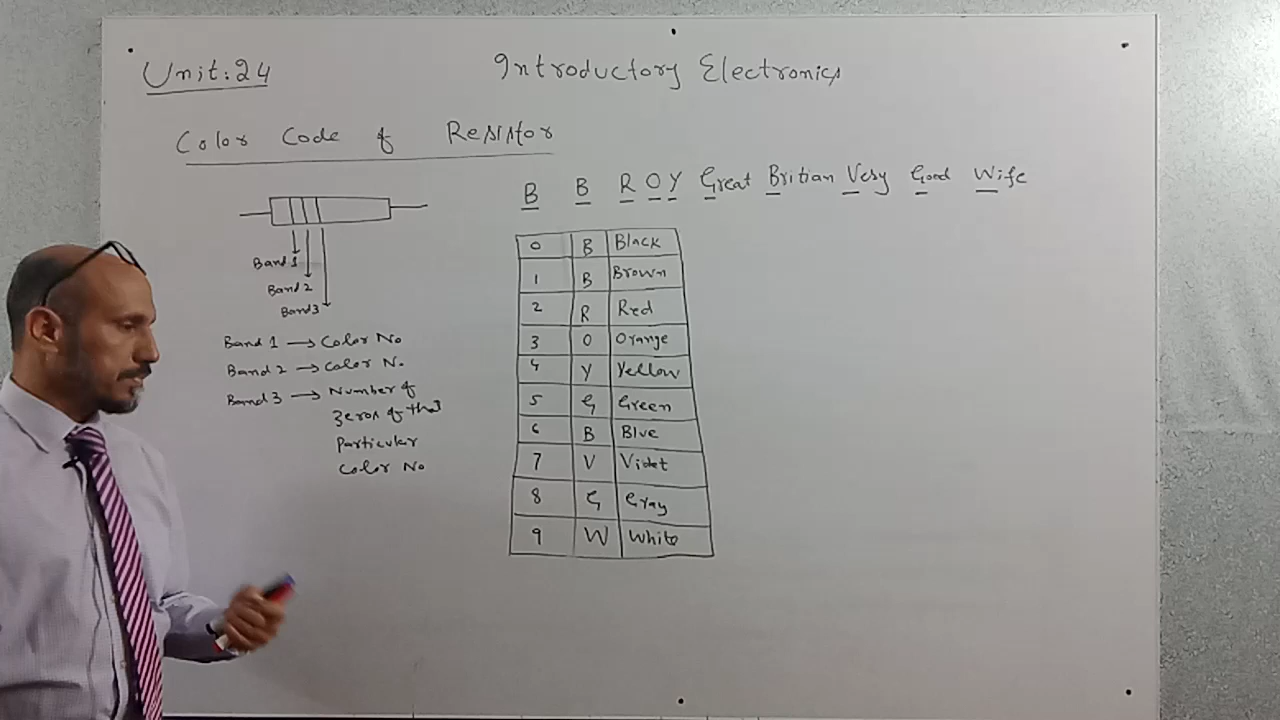 Unit: 24
Introductory Electronics
Color Code of Resistor
B B R O Y Great Britian Very Good Wife
Band 1
Band 2
Band 3
Band 1 → Color No
Band 2 → Color No.
Band 3 → Number of
zeros of that
Particular
Color No
0 B Black
1 B Brown
2 R Red
3 O Orange
4 Y Yellow
5 G Green
6 B Blue
7 V Violet
8 G Gray
9 W White